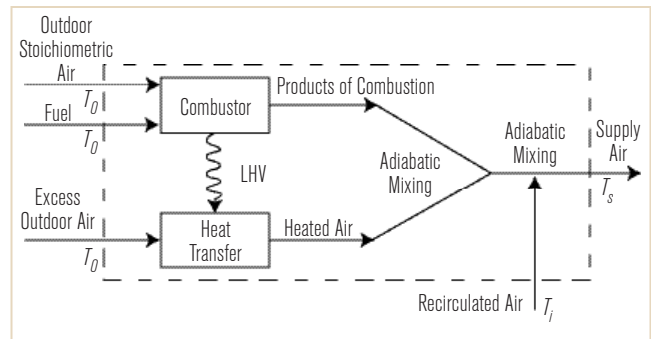 Outdoor
Stoichiometric
Air
T0
Fuel
T0
Combustor
Products of Combustion
LHV
Adiabatic
Mixing
Adiabatic
Mixing
Supply
Air
Ts
Excess
Outdoor Air
T0
Heat
Transfer
Heated Air
Recirculated Air
Ti